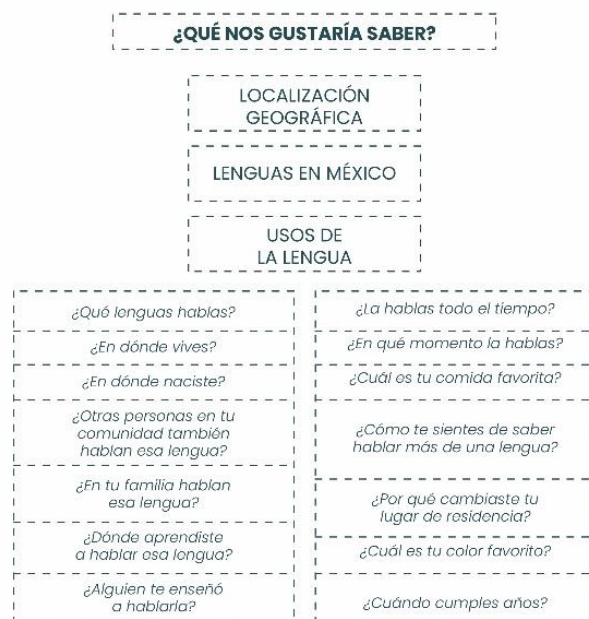 ¿QUÉ NOS GUSTARÍA SABER?
LOCALIZACIÓN
GEOGRÁFICA
LENGUAS EN MÉXICO
USOS DE
LA LENGUA
¿Qué lenguas hablas?
¿En dónde vives?
¿En dónde naciste?
¿Otras personas en tu
comunidad también
hablan esa lengua?
¿En tu familia hablan
esa lengua?
¿Dónde aprendiste
a hablar esa lengua?
¿Alguien te enseñó
a hablarla?
¿La hablas todo el tiempo?
¿En qué momento la hablas?
¿Cuál es tu comida favorita?
¿Cómo te sientes de saber
hablar más de una lengua?
¿Por qué cambiaste tu
lugar de residencia?
¿Cuál es tu color favorito?
¿Cuándo cumples años?